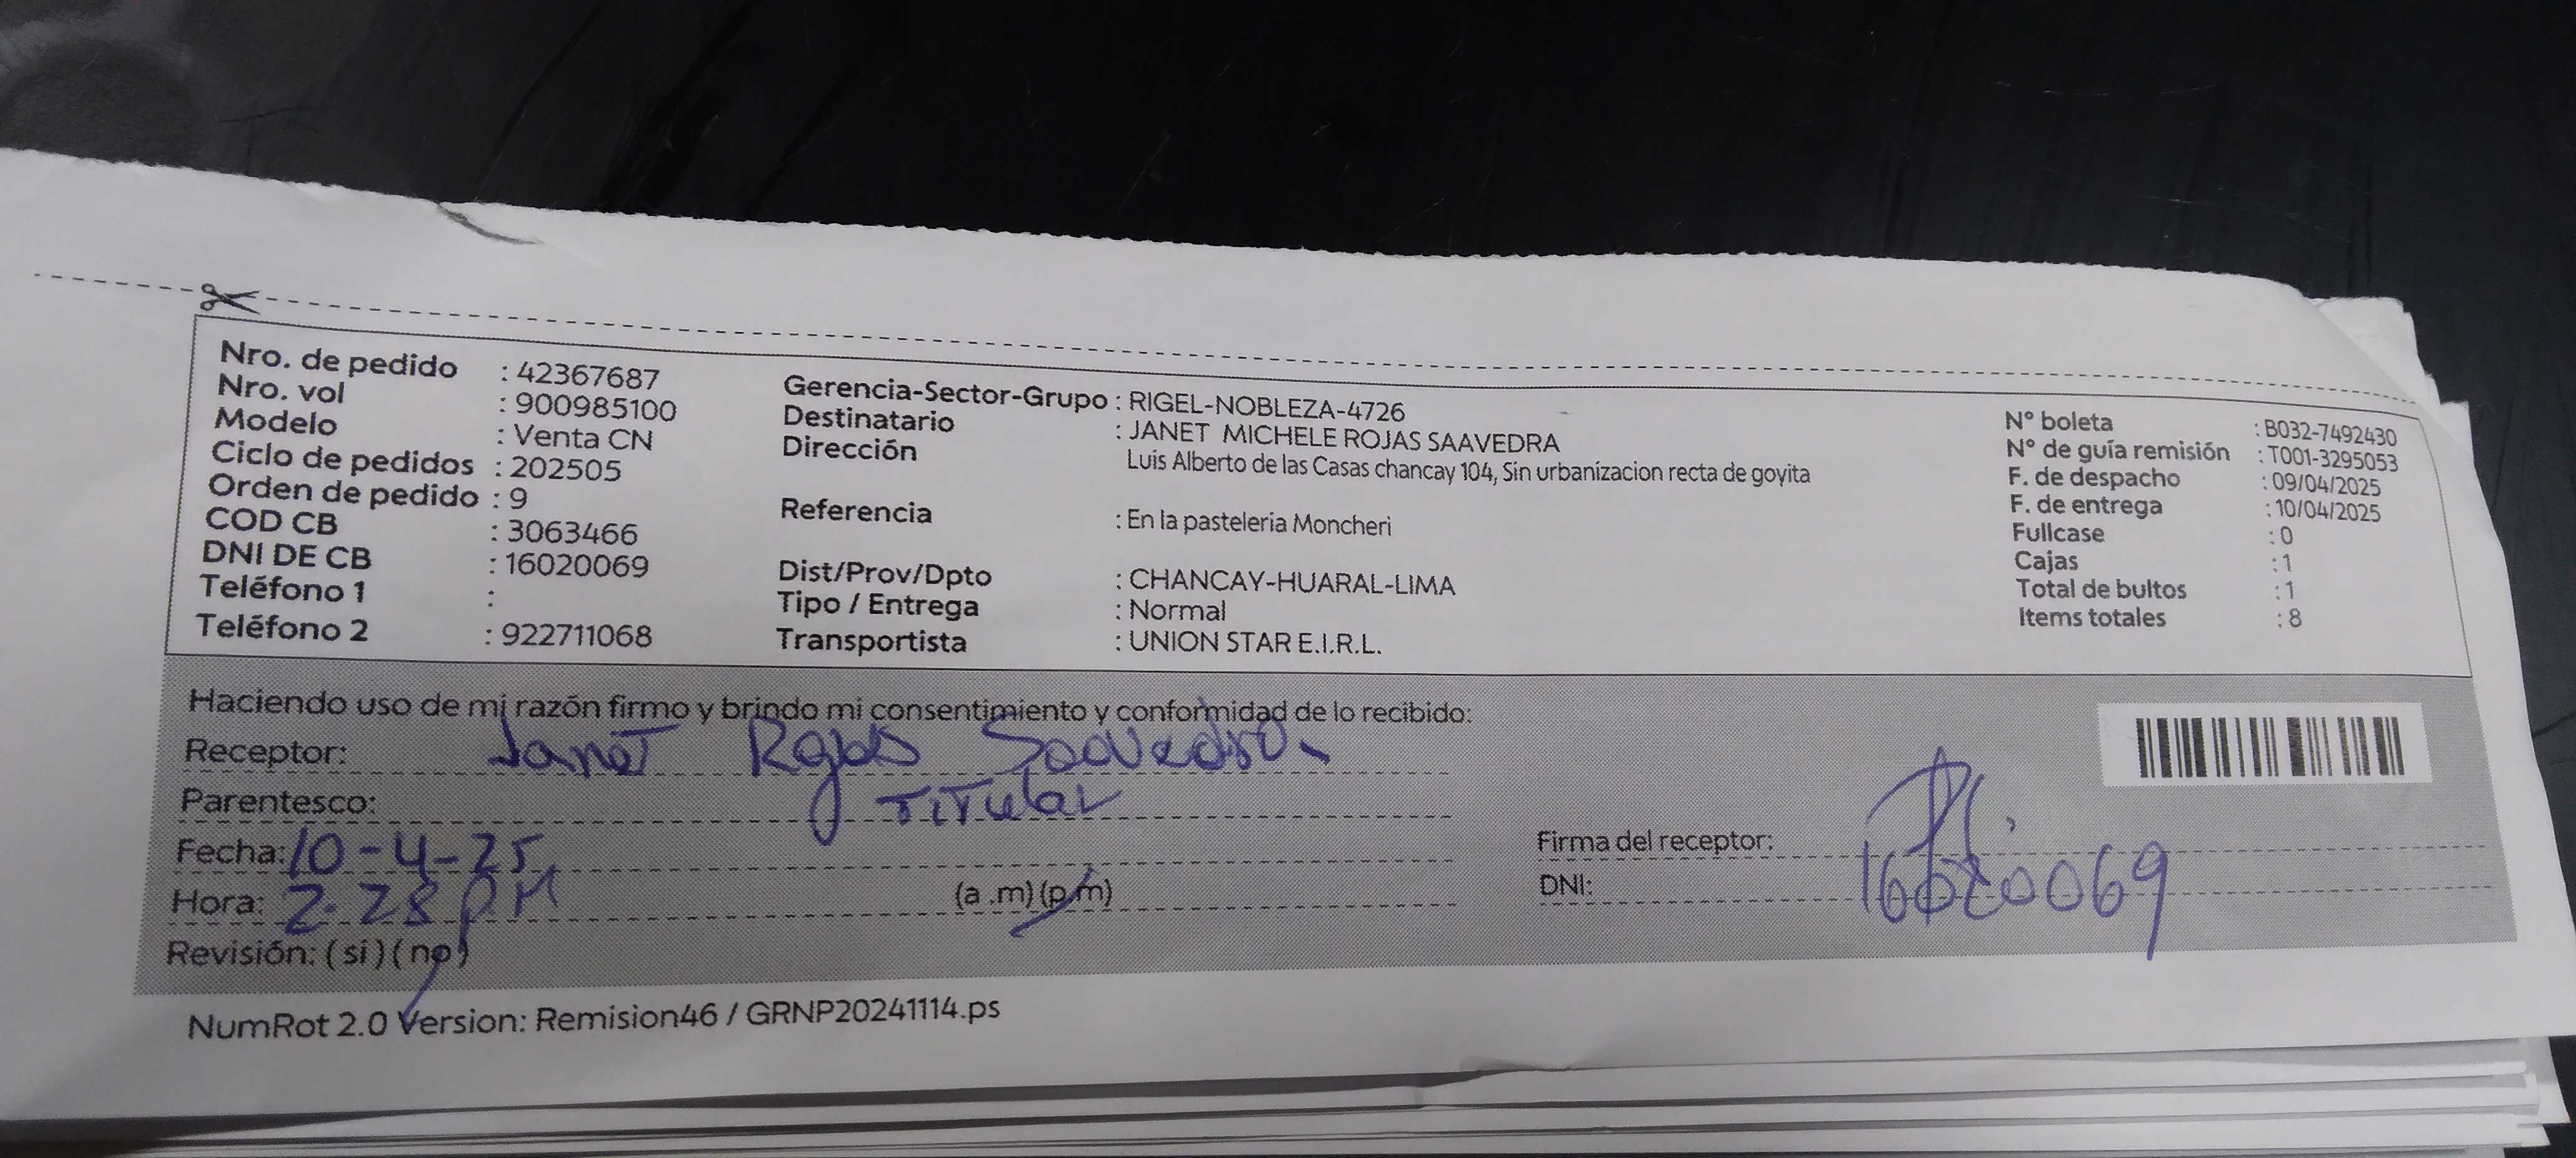 Nro. de pedido : 42367687
Nro. vol : 900985100
Modelo : Venta CN
Ciclo de pedidos : 202505
Orden de pedido : 9
COD CB : 3063466
DNI DE CB : 16020069
Teléfono 1 :
Teléfono 2 : 922711068
Gerencia-Sector-Grupo : RIGEL-NOBLEZA-4726
Destinatario : JANET MICHELE ROJAS SAAVEDRA
Dirección Luis Alberto de las Casas chancay 104, Sin urbanizacion recta de goyita
Referencia : En la pasteleria Moncheri
Dist/Prov/Dpto : CHANCAY-HUARAL-LIMA
Tipo / Entrega : Normal
Transportista : UNION STAR E.I.R.L.
N° boleta : B032-7492430
N° de guía remisión : T001-3295053
F. de despacho : 09/04/2025
F. de entrega : 10/04/2025
Fullcase : 0
Cajas : 1
Total de bultos : 1
Items totales : 8
Haciendo uso de mi razón firmo y brindo mi consentimiento y conformidad de lo recibido:
Receptor: Janet Rojas Saavedra
Parentesco: Titular
Fecha: 10-4-25
Hora: 2.28 PM (a .m) (p.m)
Revisión: ( si ) ( no )
Firma del receptor:
DNI: 16020069
NumRot 2.0 Version: Remision46 / GRNP20241114.ps